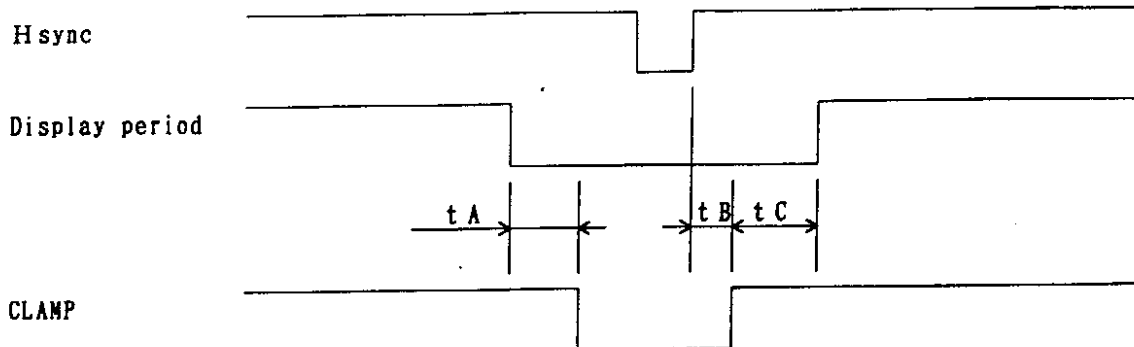 H sync
Display period
t A
t B
t C
CLAMP